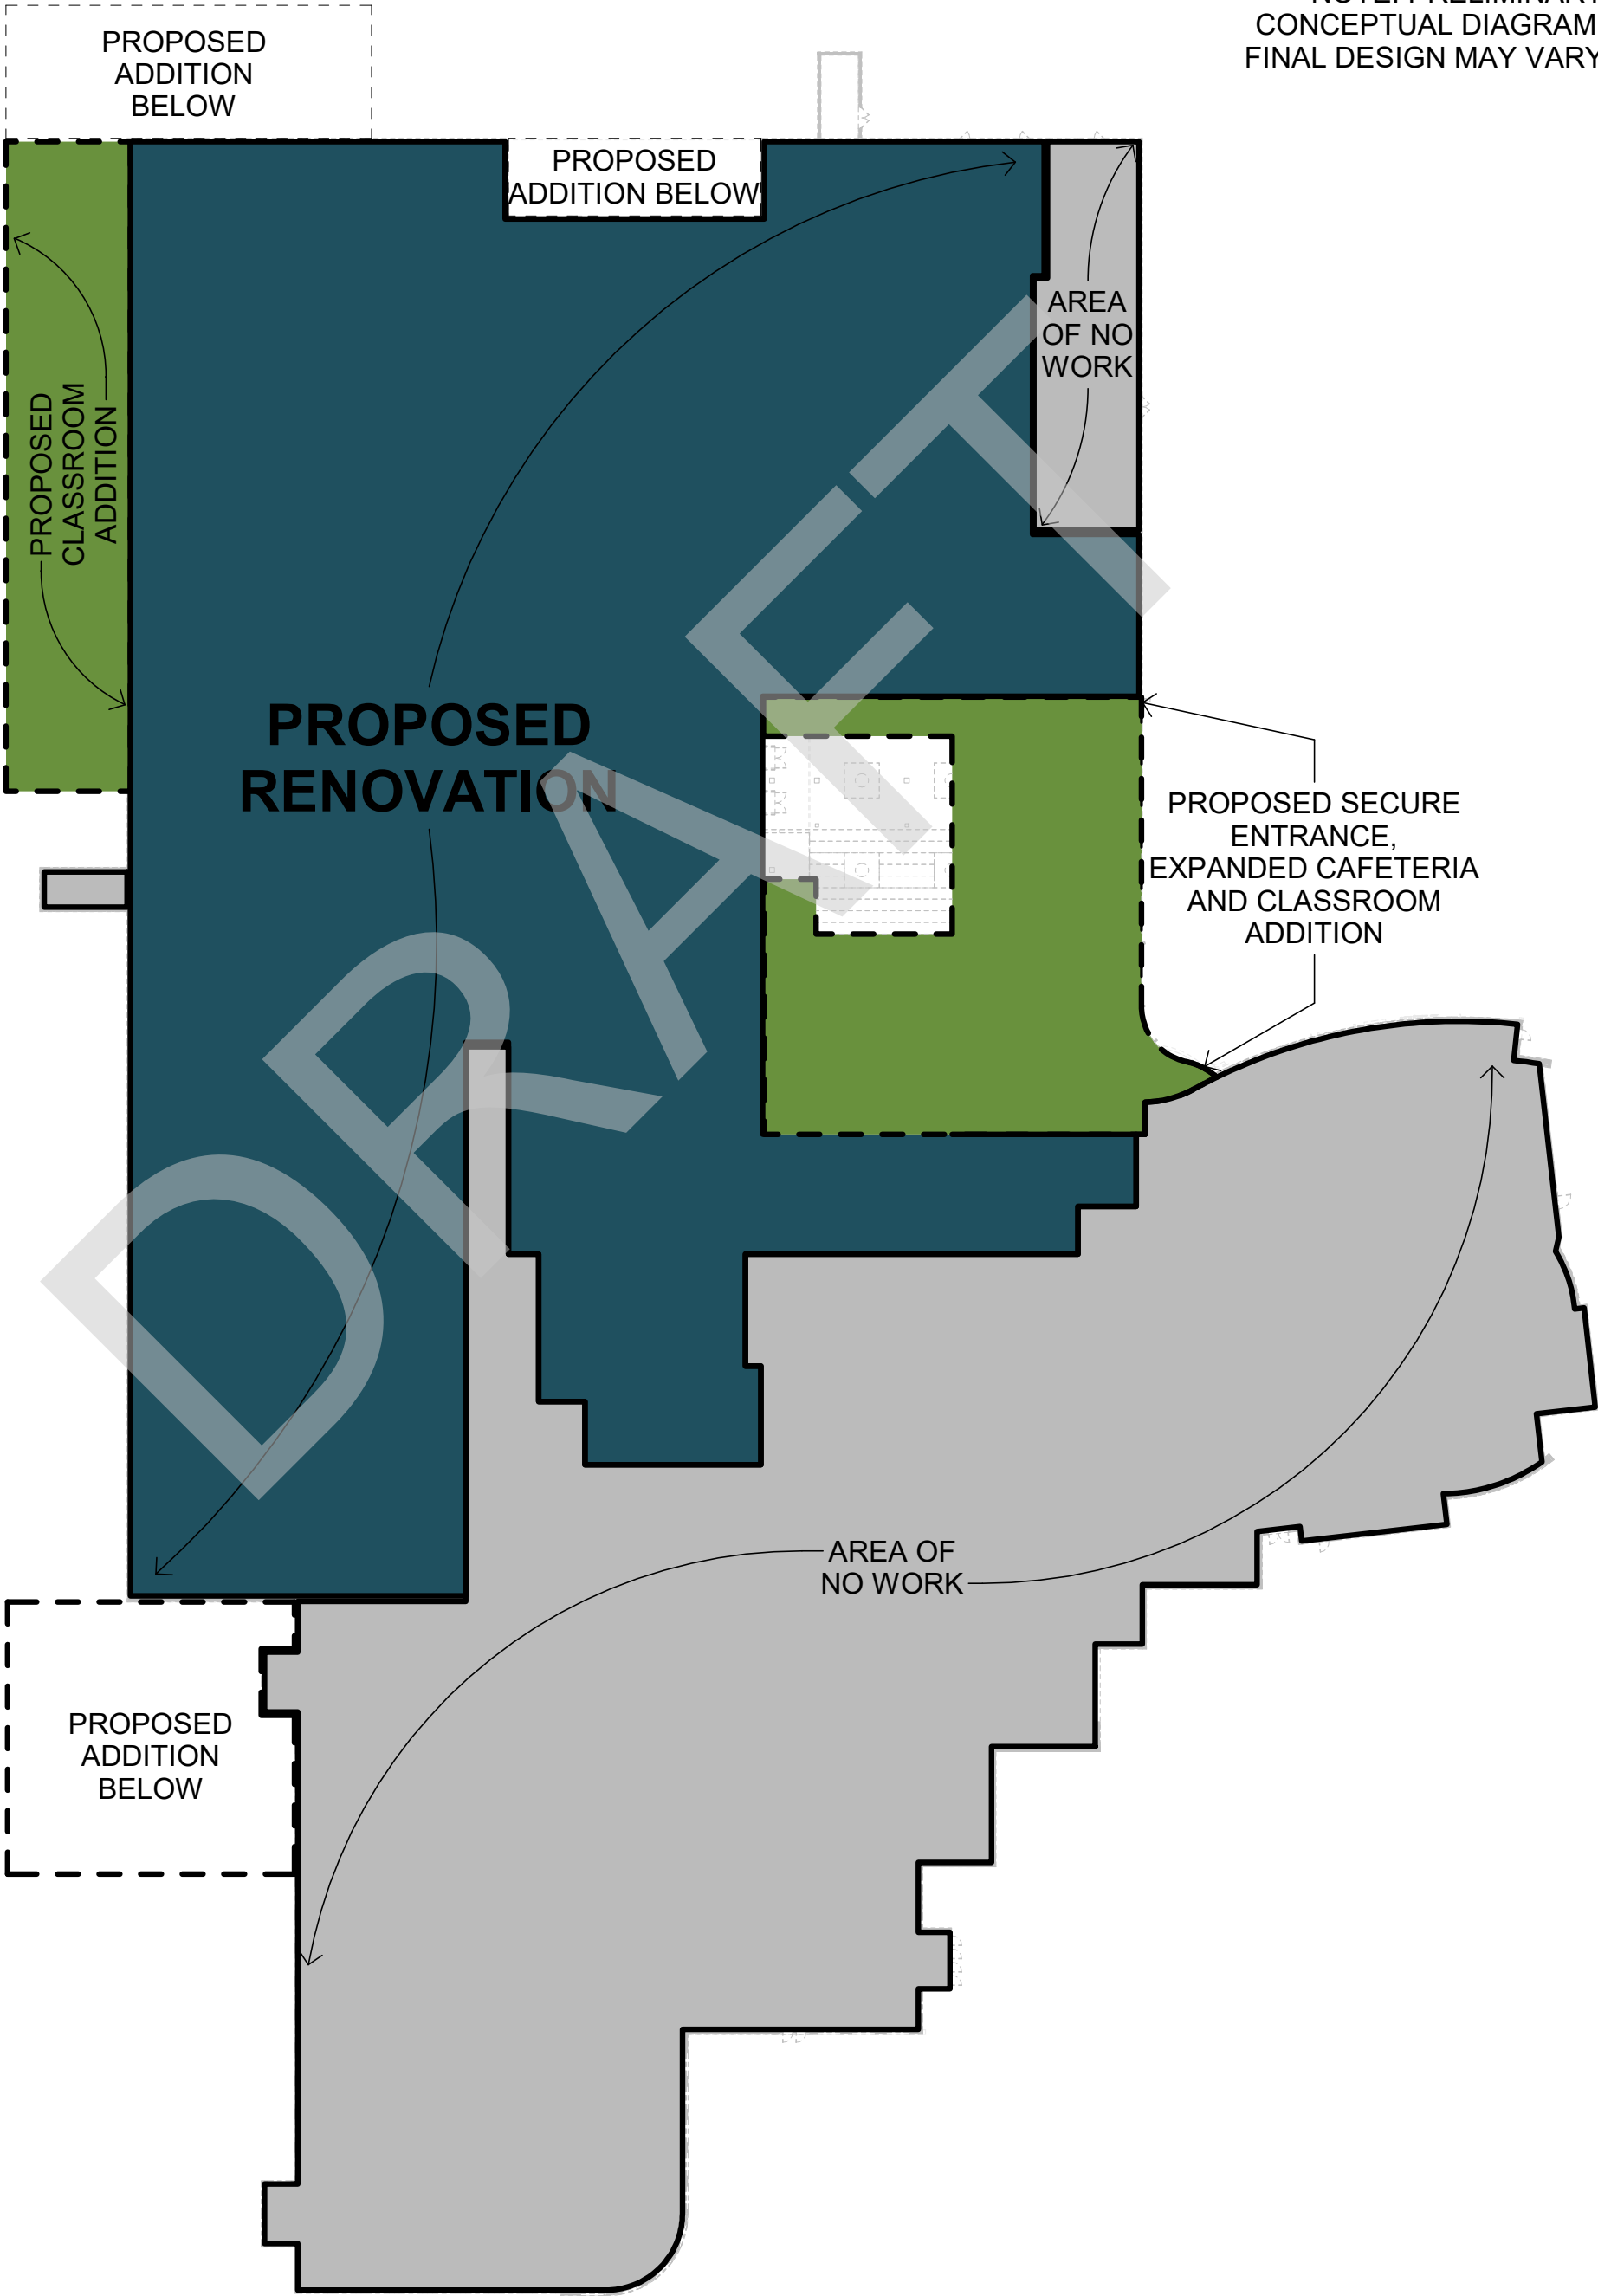 CONCEPTUAL DIAGRAM
FINAL DESIGN MAY VARY
PROPOSED
ADDITION
BELOW
PROPOSED
ADDITION BELOW
AREA
OF NO
WORK
PROPOSED
CLASSROOM
ADDITION
PROPOSED
RENOVATION
PROPOSED SECURE
ENTRANCE,
EXPANDED CAFETERIA
AND CLASSROOM
ADDITION
DRAFT
AREA OF
NO WORK
PROPOSED
ADDITION
BELOW